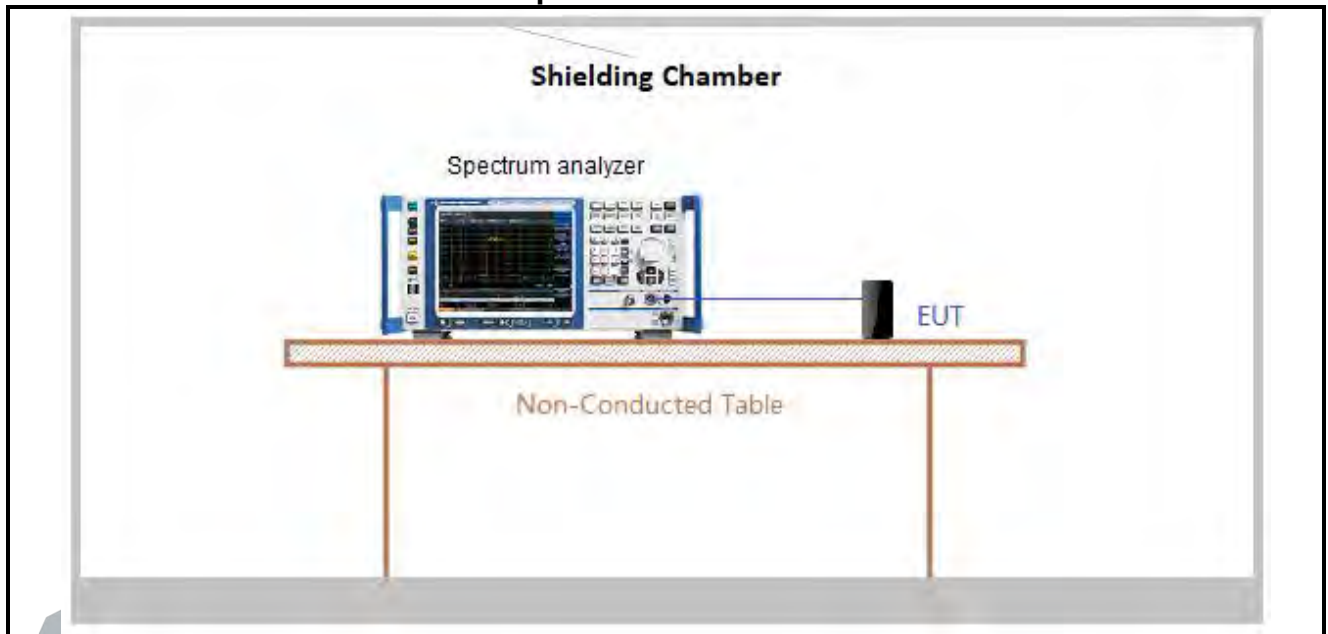 Shielding Chamber
Spectrum analyzer
EUT
Non-Conducted Table